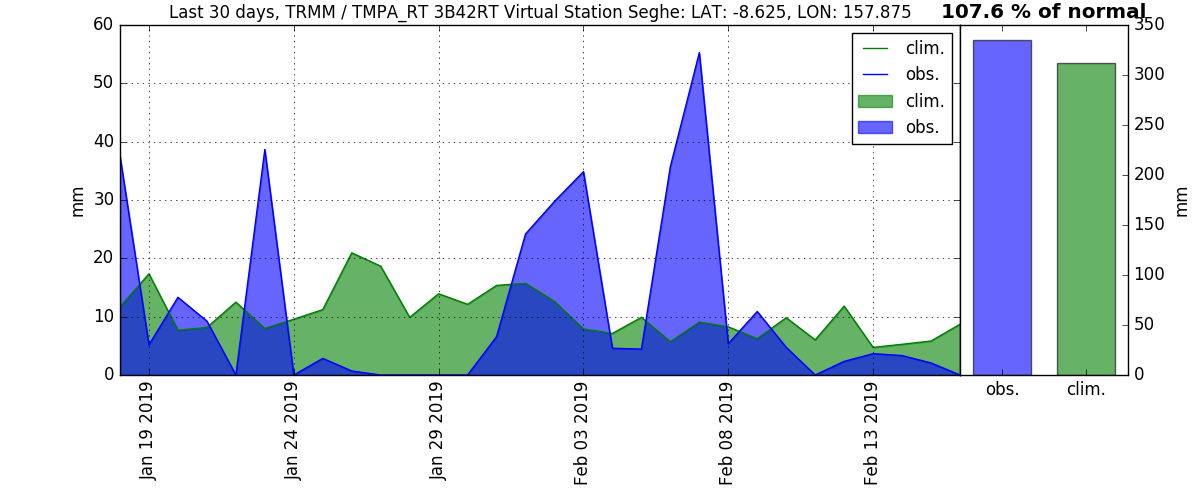 Last 30 days, TRMM / TMPA_RT 3B42RT Virtual Station Seghe: LAT: -8.625, LON: 157.875
107.6 % of normal
60
50
40
30
20
10
0
mm
clim.
obs.
clim.
obs.
Jan 19 2019
Jan 24 2019
Jan 29 2019
Feb 03 2019
Feb 08 2019
Feb 13 2019
350
300
250
200
150
100
50
0
mm
obs.
clim.